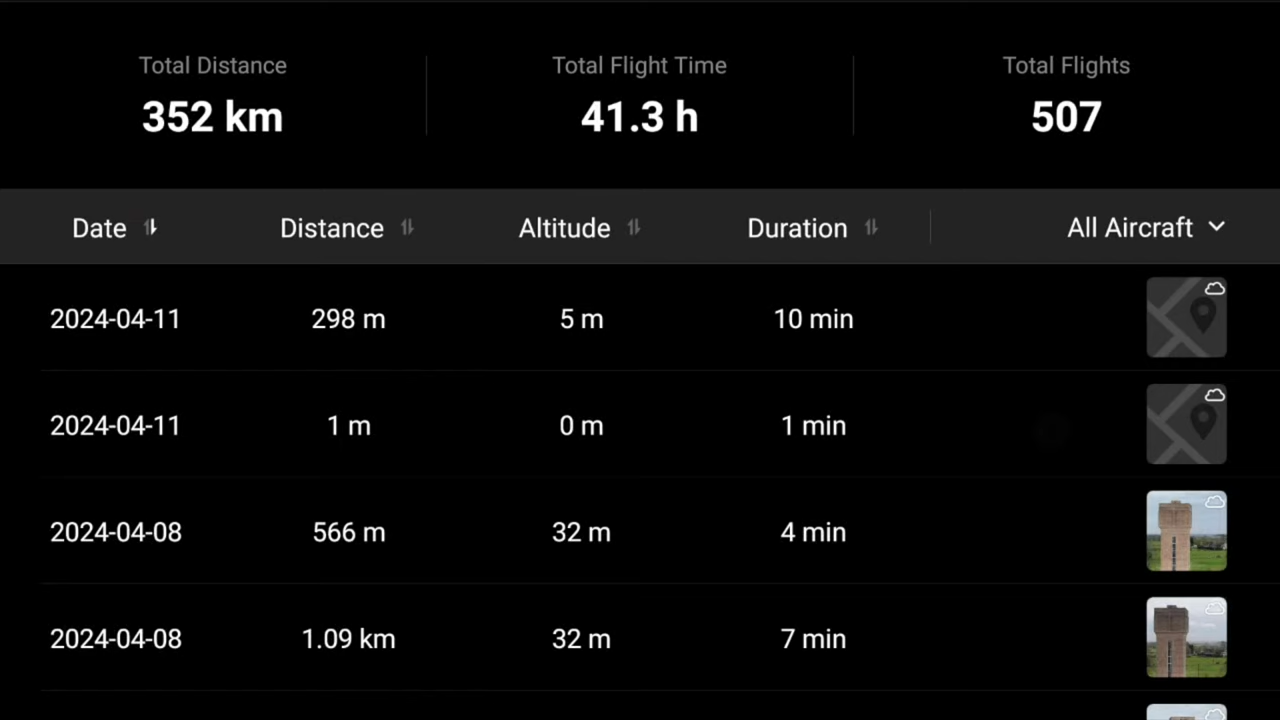 Total Distance Total Flight Time Total Flights
352 km 41.3 h 507
Date Distance Altitude Duration All Aircraft
2024-04-11 298 m 5 m 10 min
2024-04-11 1 m 0 m 1 min
2024-04-08 566 m 32 m 4 min
2024-04-08 1.09 km 32 m 7 min